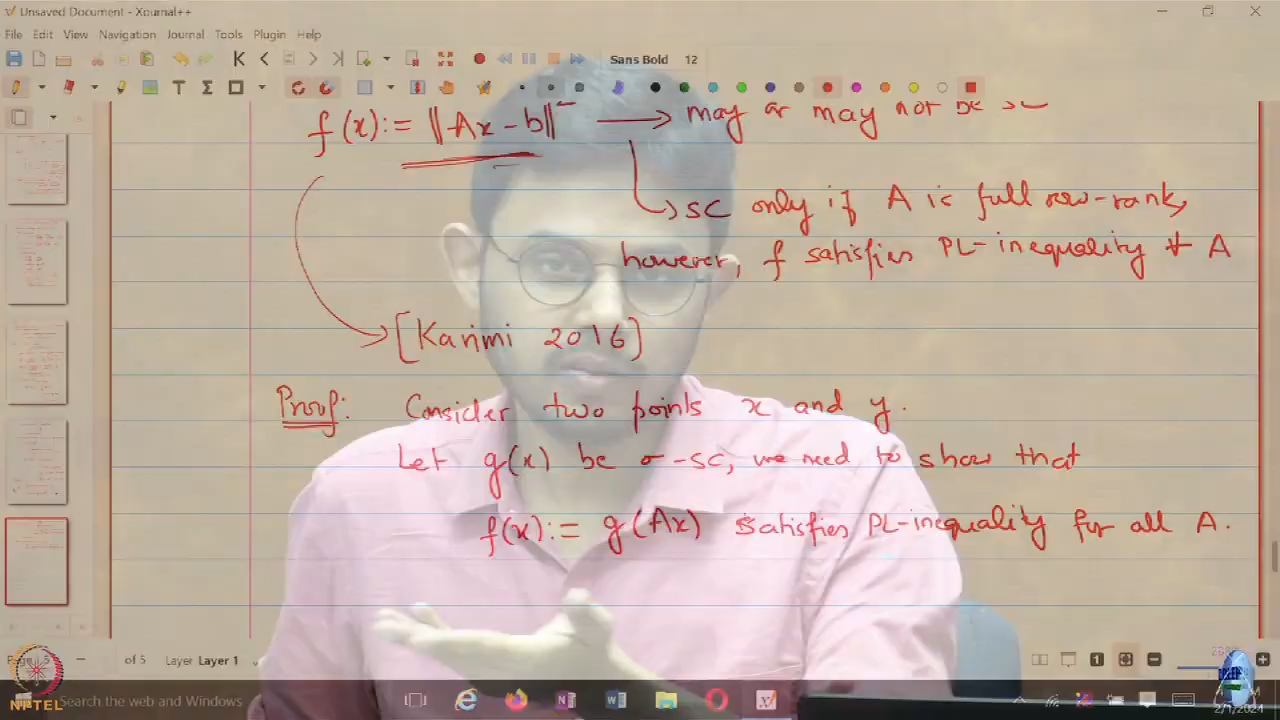 Unsaved Document - Xournal++
File Edit View Navigation Journal Tools Plugin Help
Sans Bold 12
f(x) := ||Ax - b||² → may or may not be sc
→ sc only if A is full row-rank,
however, f satisfies PL-inequality ∀ A
→ [Karimi 2016]
Proof: Consider two points x and y.
Let g(x) be σ-sc, we need to show that
f(x) := g(Ax) satisfies PL-inequality for all A.
of 5 Layer Layer 1
Search the web and Windows
NPTEL
2/1/2024